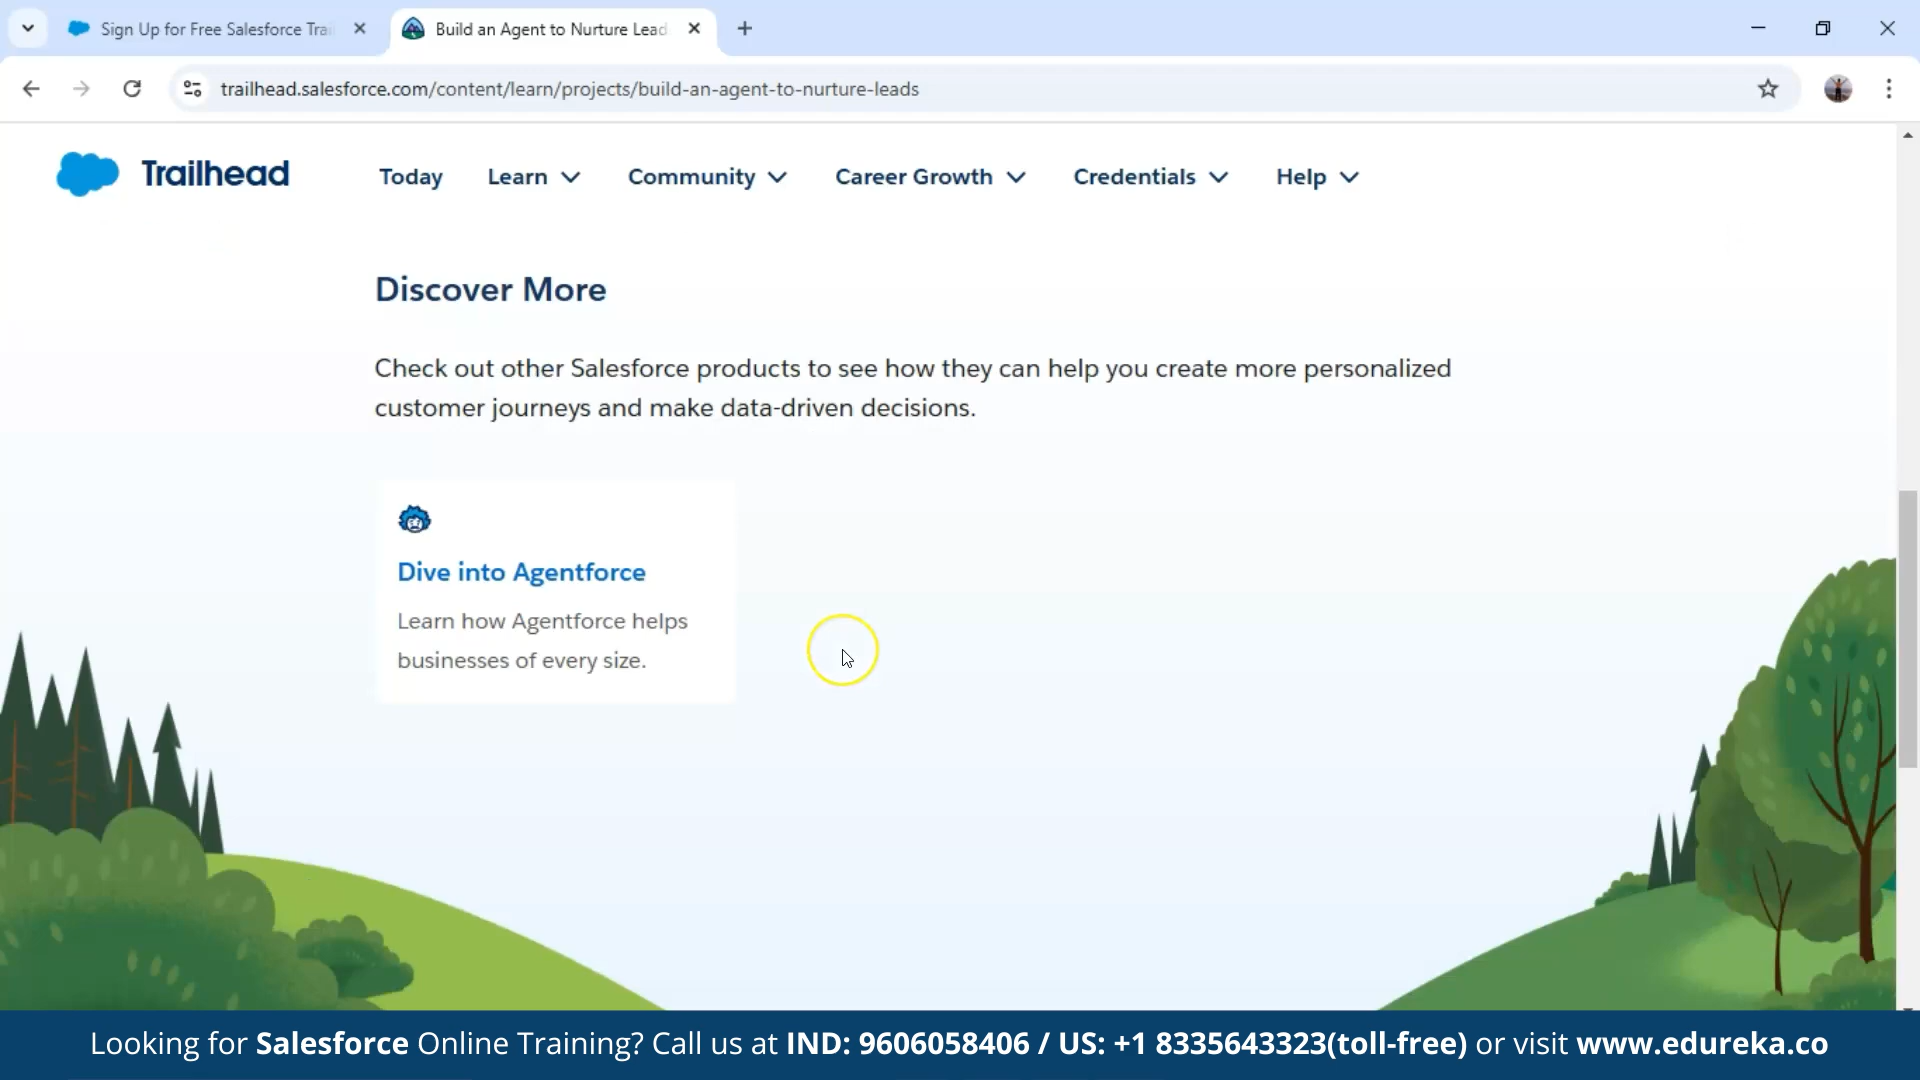 Sign Up for Free Salesforce Trai
Build an Agent to Nurture Lead
trailhead.salesforce.com/content/learn/projects/build-an-agent-to-nurture-leads
Trailhead
Today
Learn
Community
Career Growth
Credentials
Help
Discover More
Check out other Salesforce products to see how they can help you create more personalized
customer journeys and make data-driven decisions.
Dive into Agentforce
Learn how Agentforce helps
businesses of every size.
Looking for Salesforce Online Training? Call us at IND: 9606058406 / US: +1 8335643323(toll-free) or visit www.edureka.co